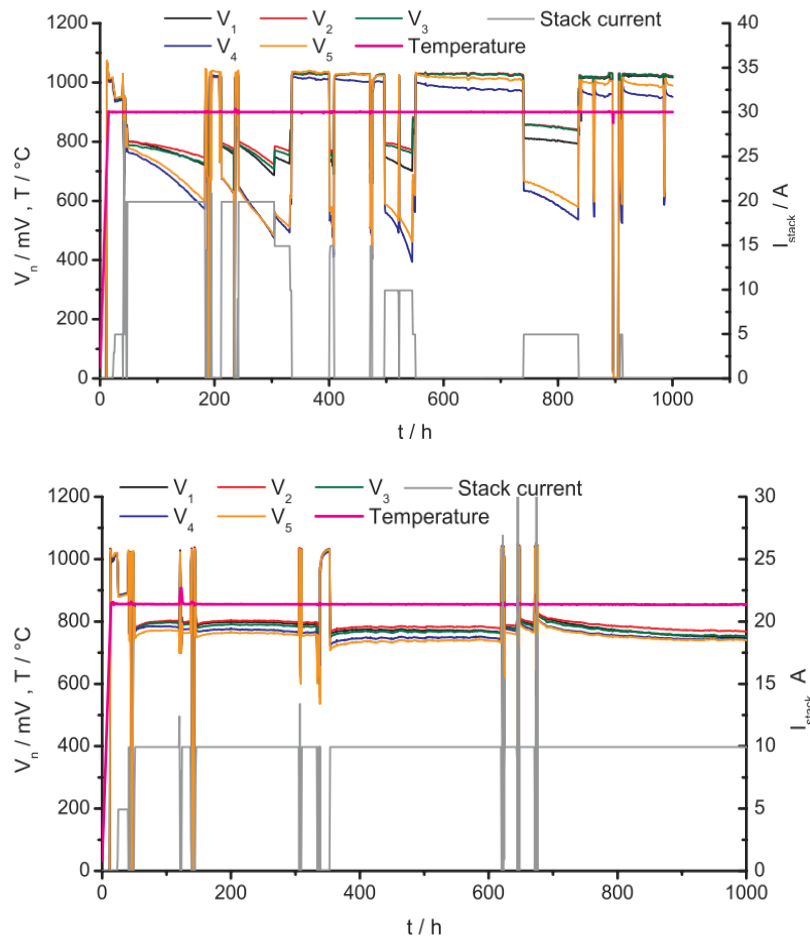 V₁ V₂ V₃ Stack current
V₄ V₅ Temperature
1200
1000
800
600
400
200
0
Vₙ / mV , T / °C
40
35
30
25
20
15
10
5
0
I_stack / A
0 200 400 600 800 1000
t / h
V₁ V₂ V₃ Stack current
V₄ V₅ Temperature
1200
1000
800
600
400
200
0
Vₙ / mV , T / °C
30
25
20
15
10
5
0
I_stack, A
0 200 400 600 800 1000
t / h